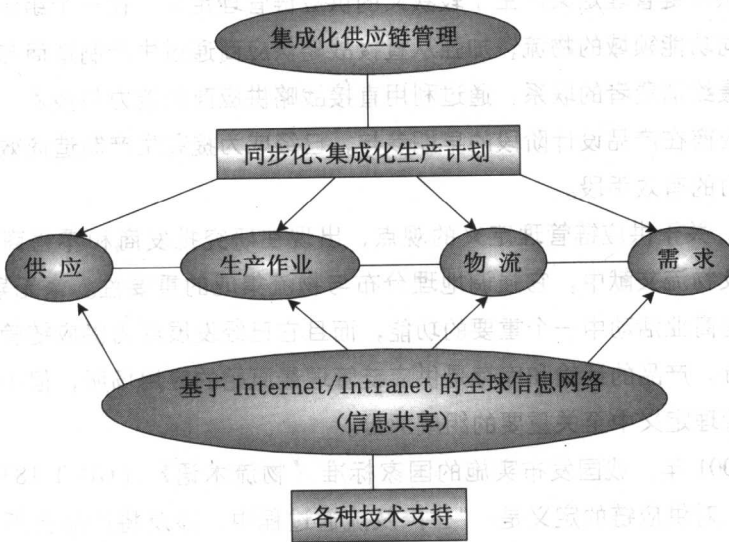 集成化供应链管理
同步化、集成化生产计划
供应
生产作业
物流
需求
基于 Internet/Intranet 的全球信息网络
(信息共享)
各种技术支持